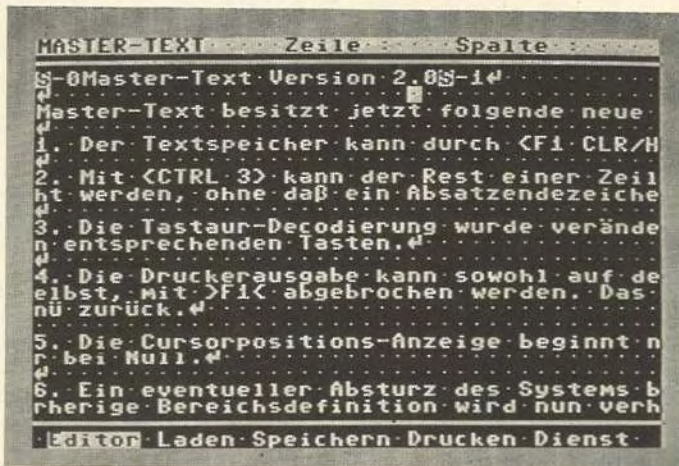 MASTER-TEXT Zeile : Spalte :
S-0Master-Text Version 2.0S-1↵
↵
Master-Text besitzt jetzt folgende neue
↵
1. Der Textspeicher kann durch <F1 CLR/H
↵
2. Mit <CTRL 3> kann der Rest einer Zeil
ht werden, ohne daß ein Absatzendezeiche
↵
3. Die Tastaur-Decodierung wurde verände
n entsprechenden Tasten.↵
↵
4. Die Druckerausgabe kann sowohl auf de
elbst, mit >F1< abgebrochen werden. Das
nü zurück.↵
5. Die Cursorpositions-Anzeige beginnt n
r bei Null.↵
↵
6. Ein eventueller Absturz des Systems b
rherige Bereichsdefinition wird nun verh
Editor Laden Speichern Drucken Dienst